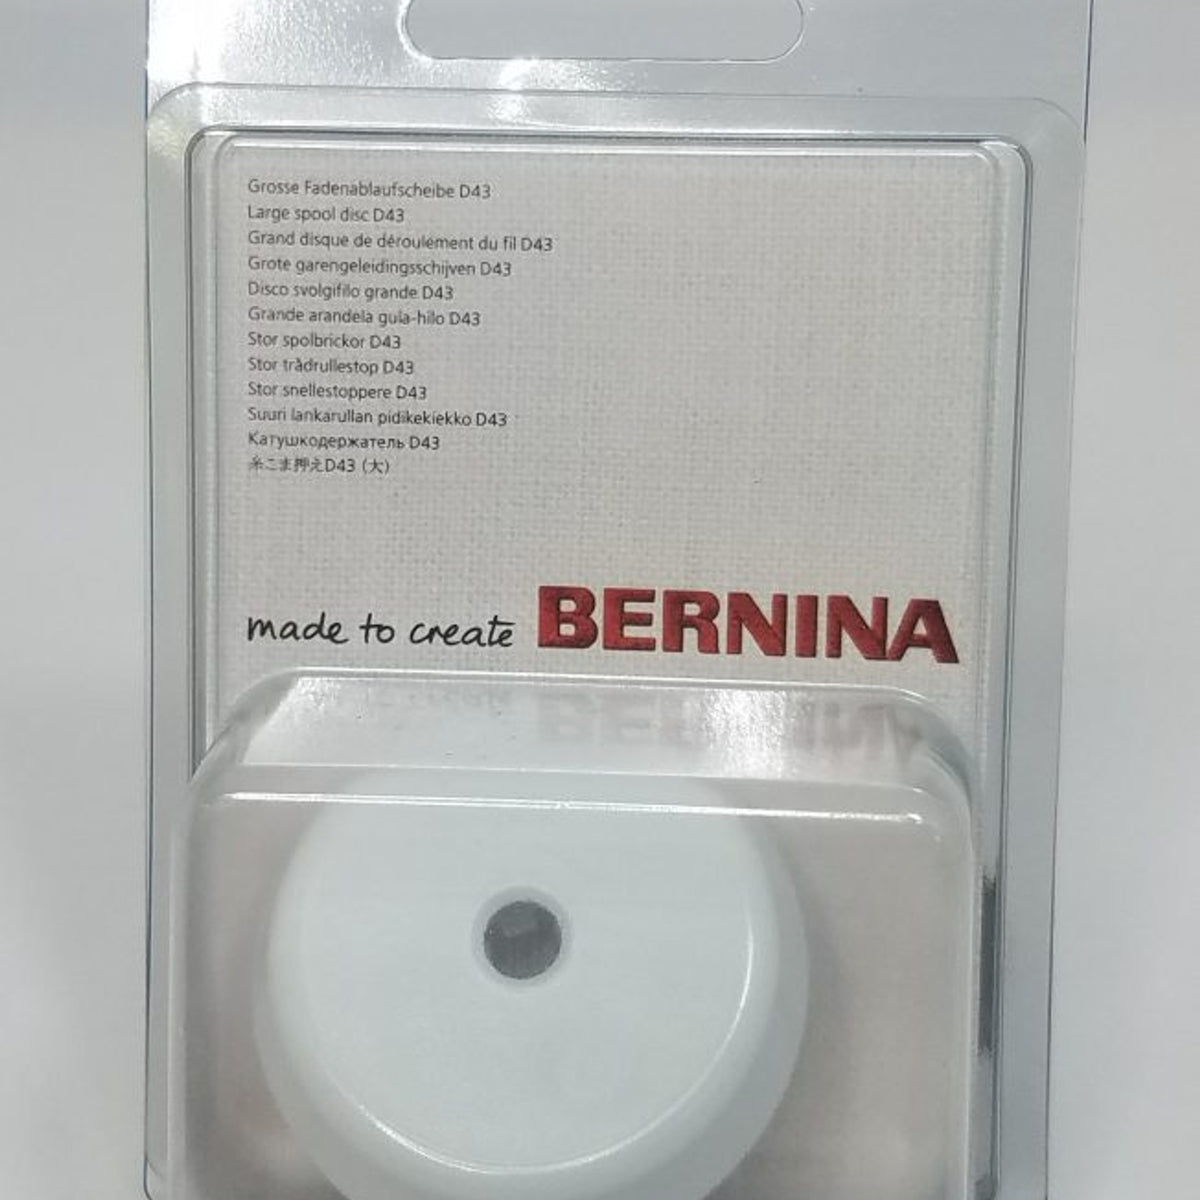 Grosse Fadenablaufscheibe D43
Large spool disc D43
Grand disque de déroulement du fil D43
Grote garengeleidingsschijven D43
Disco svolgifilo grande D43
Grande arandela guia-hilo D43
Stor spolbrickor D43
Stor trådrullestop D43
Stor snellestoppere D43
Suuri lankarullan pidikekiekko D43
Катушкодержатель D43
糸こま押えD43 (大)
made to create BERNINA